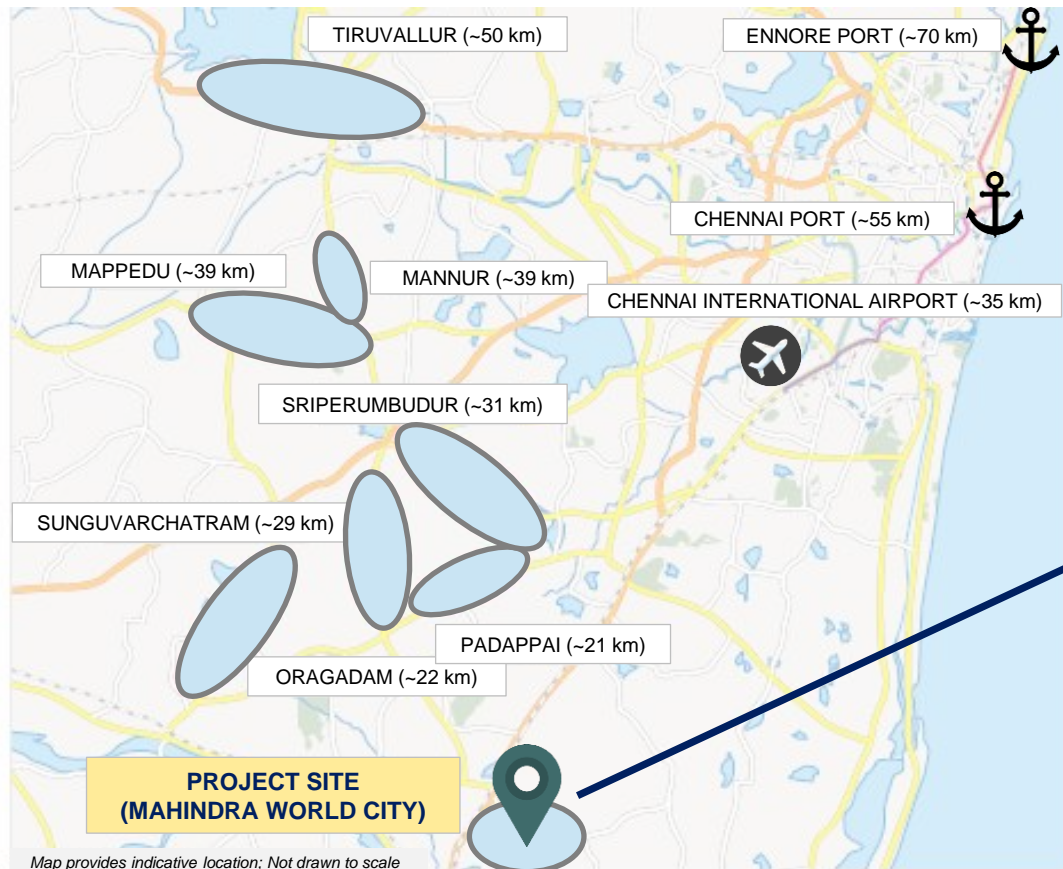 TIRUVALLUR (~50 km)
ENNORE PORT (~70 km)
CHENNAI PORT (~55 km)
MAPPEDU (~39 km)
MANNUR (~39 km)
CHENNAI INTERNATIONAL AIRPORT (~35 km)
SRIPERUMBUDUR (~31 km)
SUNGUVARCHATRAM (~29 km)
PADAPPAI (~21 km)
ORAGADAM (~22 km)
PROJECT SITE
(MAHINDRA WORLD CITY)
Map provides indicative location; Not drawn to scale